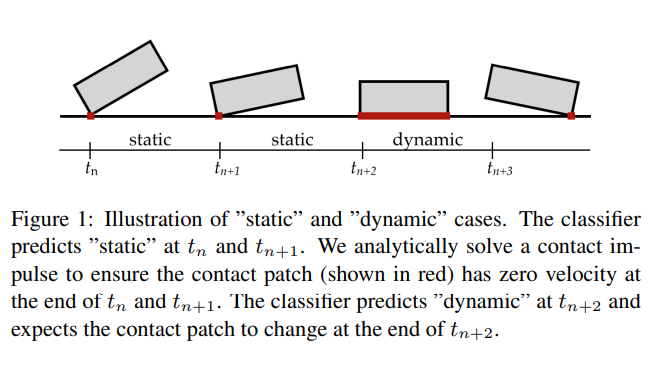 static static dynamic
tn tn+1 tn+2 tn+3
Figure 1: Illustration of ”static” and ”dynamic” cases. The classifier
predicts ”static” at tn and tn+1. We analytically solve a contact im-
pulse to ensure the contact patch (shown in red) has zero velocity at
the end of tn and tn+1. The classifier predicts ”dynamic” at tn+2 and
expects the contact patch to change at the end of tn+2.